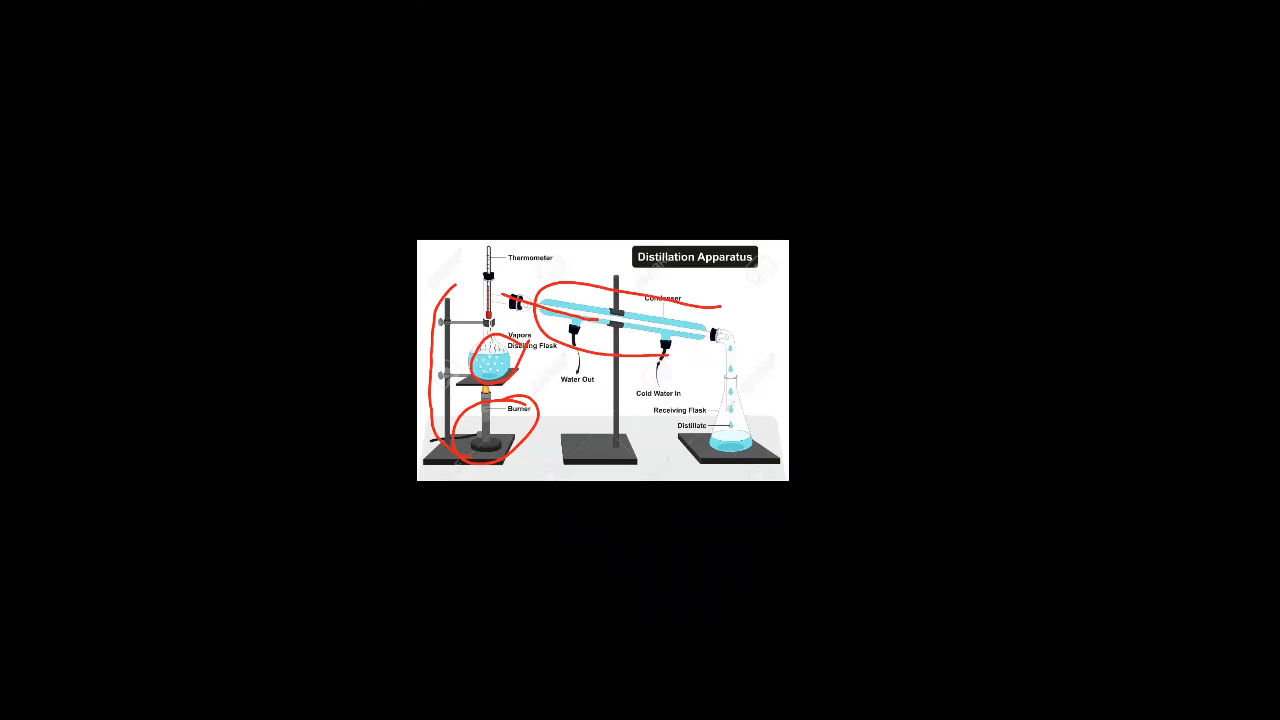 Distillation Apparatus
Thermometer
Condenser
Vapors
Distilling Flask
Water Out
Cold Water In
Burner
Receiving Flask
Distillate